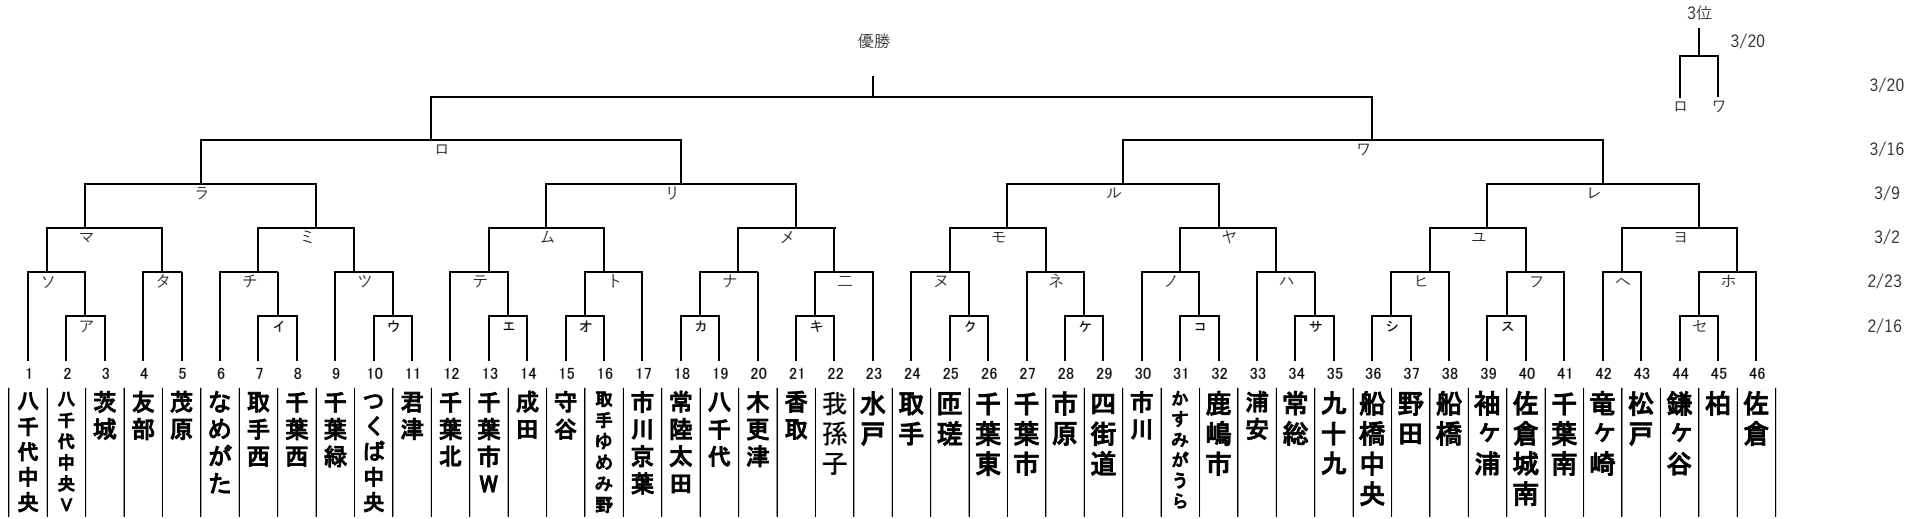 3位
優勝 3/20
3/20
ロ ワ
ロ ワ 3/16
ラ リ ル レ 3/9
マ ミ ム メ モ ヤ ユ ヨ 3/2
ソ タ チ ツ テ ト ナ ニ ヌ ネ ノ ハ ヒ フ ヘ ホ 2/23
ア イ ウ エ オ カ キ ク ケ コ サ シ ス セ 2/16
1 2 3 4 5 6 7 8 9 10 11 12 13 14 15 16 17 18 19 20 21 22 23 24 25 26 27 28 29 30 31 32 33 34 35 36 37 38 39 40 41 42 43 44 45 46
八千代中央
八千代中央V
茨城
友部
茂原
なめがた
取手西
千葉西
千葉緑
つくば中央
君津
千葉北
千葉市W
成田
守谷
取手ゆめみ野
市川京葉
常陸太田
八千代
木更津
香取
我孫子
水戸
取手
匝瑳
千葉東
千葉市
市原
四街道
市川
かすみがうら
鹿嶋市
浦安
常総
九十九
船橋中央
野田
船橋
袖ヶ浦
佐倉城南
千葉南
竜ケ崎
松戸
鎌ケ谷
柏
佐倉